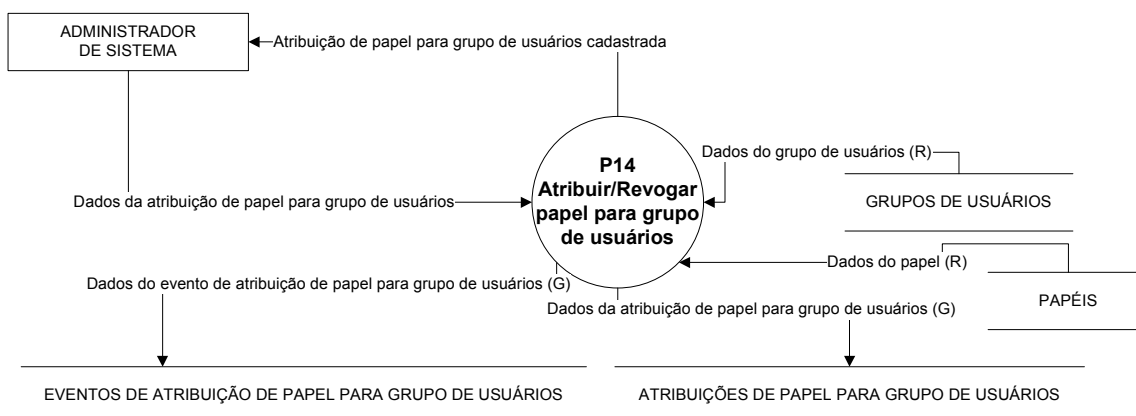 ADMINISTRADOR
DE SISTEMA
Atribuição de papel para grupo de usuários cadastrada
P14
Atribuir/Revogar
papel para grupo
de usuários
Dados do grupo de usuários (R)
GRUPOS DE USUÁRIOS
Dados da atribuição de papel para grupo de usuários
Dados do papel (R)
PAPÉIS
Dados do evento de atribuição de papel para grupo de usuários (G)
Dados da atribuição de papel para grupo de usuários (G)
EVENTOS DE ATRIBUIÇÃO DE PAPEL PARA GRUPO DE USUÁRIOS
ATRIBUIÇÕES DE PAPEL PARA GRUPO DE USUÁRIOS